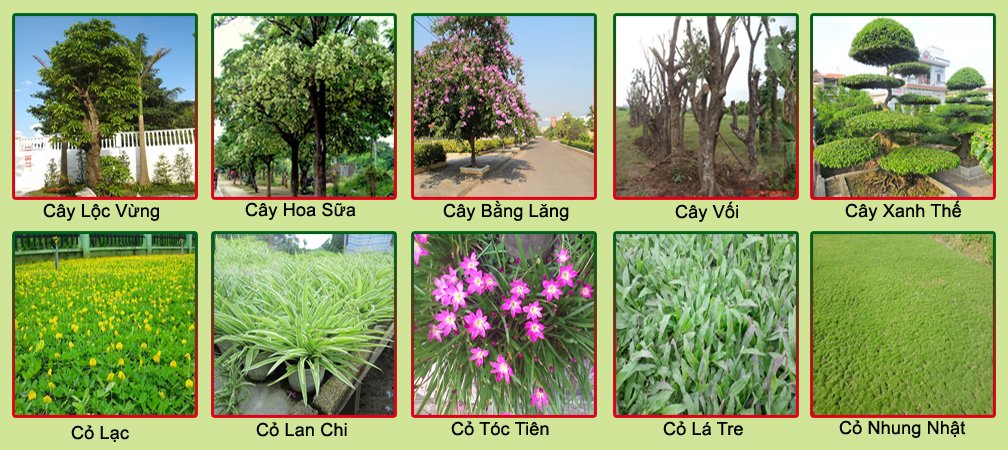 Cây Lộc Vừng
Cây Hoa Sữa
Cây Bằng Lăng
Cây Vối
Cây Xanh Thế
Cỏ Lạc
Cỏ Lan Chi
Cỏ Tóc Tiên
Cỏ Lá Tre
Cỏ Nhung Nhật